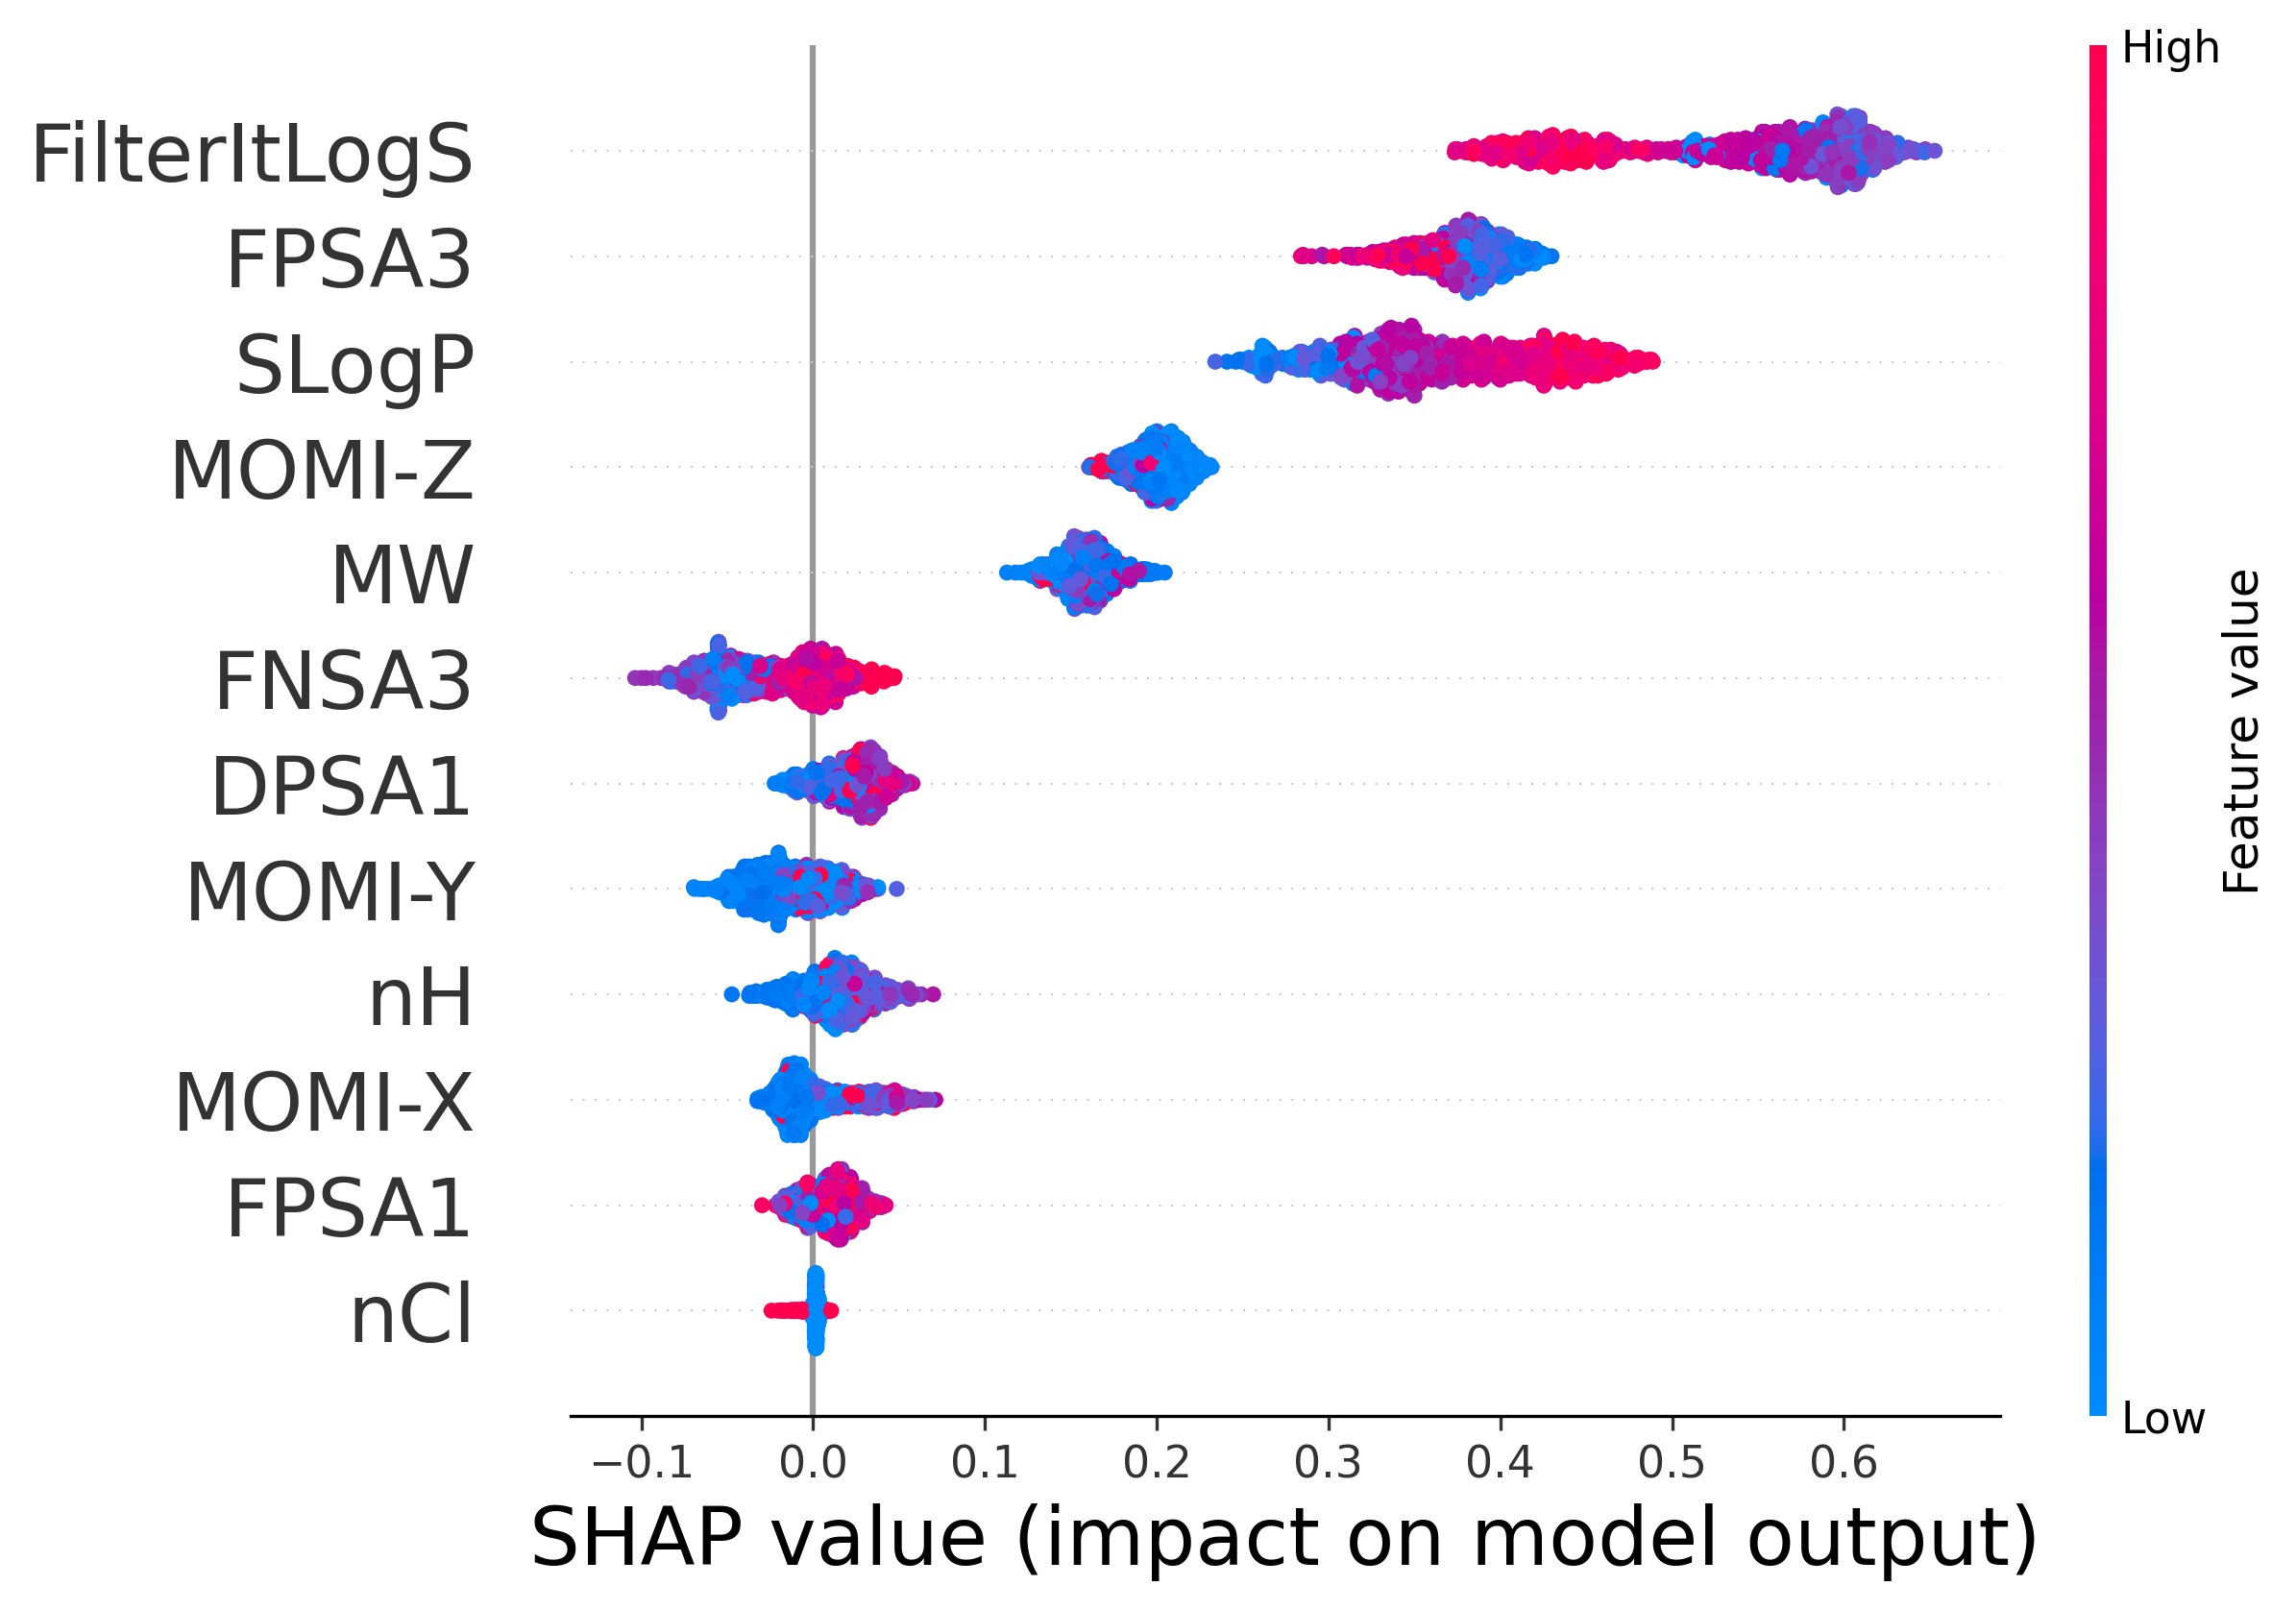 High
FilterItLogS
FPSA3
SLogP
MOMI-Z
MW
FNSA3
DPSA1
MOMI-Y
nH
MOMI-X
FPSA1
nCl
Feature value
Low
−0.1 0.0 0.1 0.2 0.3 0.4 0.5 0.6
SHAP value (impact on model output)